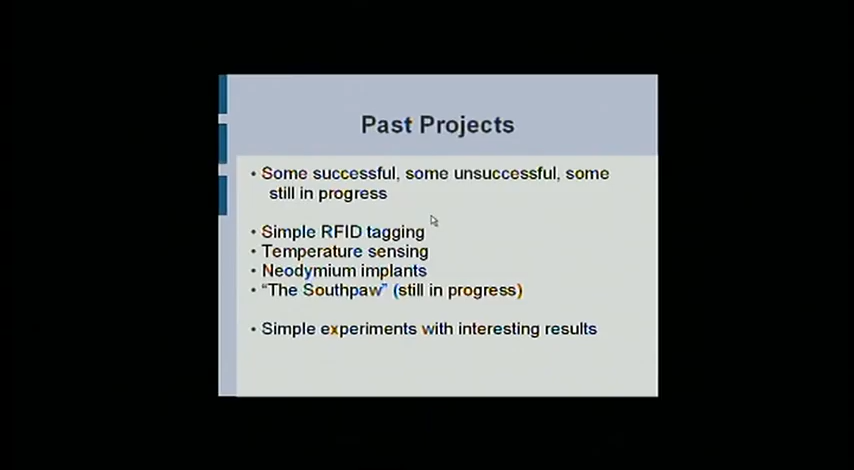 Past Projects
• Some successful, some unsuccessful, some
still in progress
• Simple RFID tagging
• Temperature sensing
• Neodymium implants
• “The Southpaw” (still in progress)
• Simple experiments with interesting results